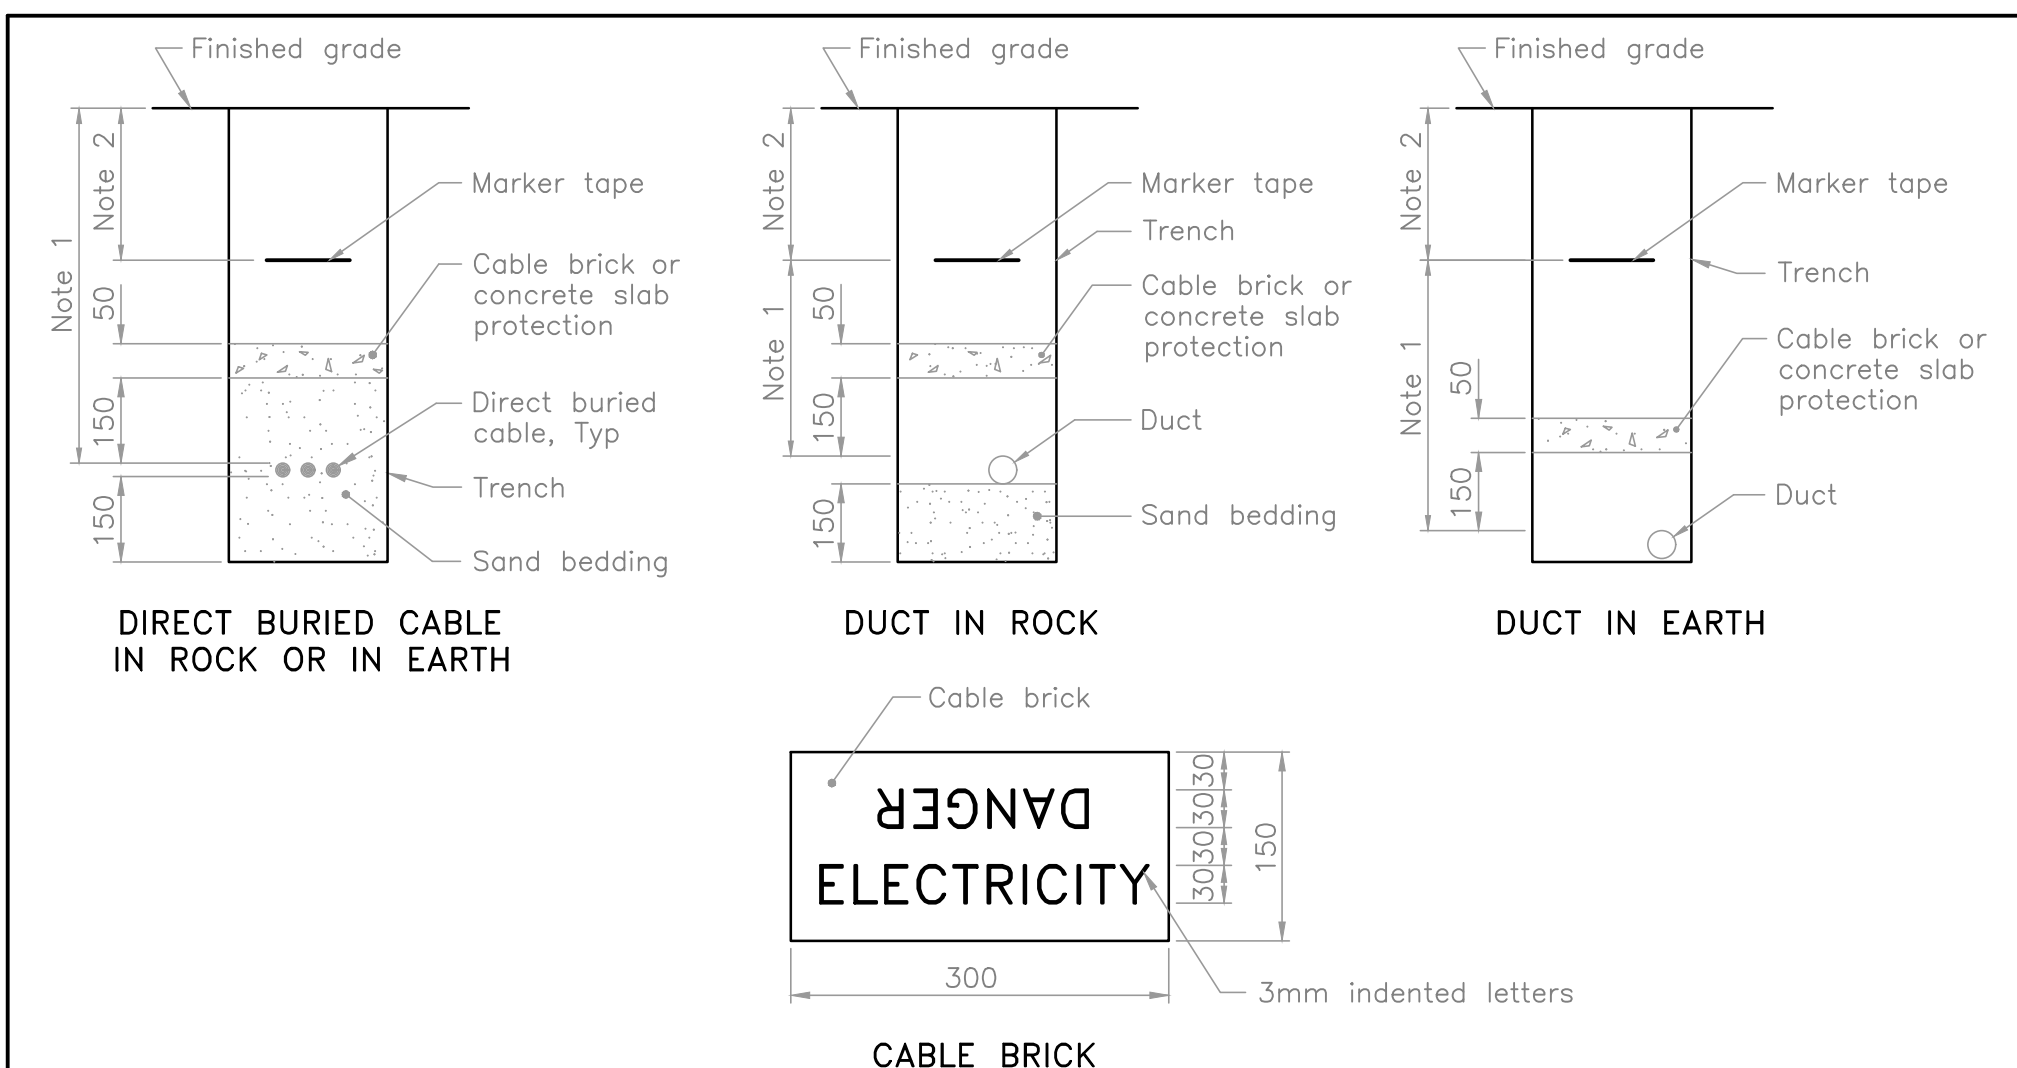 Finished grade
Note 1
Note 2
50
150
150
Marker tape
Cable brick or
concrete slab
protection
Direct buried
cable, Typ
Trench
Sand bedding
DIRECT BURIED CABLE
IN ROCK OR IN EARTH
Finished grade
Note 2
Note 1
50
150
150
Marker tape
Trench
Cable brick or
concrete slab
protection
Duct
Sand bedding
DUCT IN ROCK
Finished grade
Note 2
Note 1
50
150
Marker tape
Trench
Cable brick or
concrete slab
protection
Duct
DUCT IN EARTH
Cable brick
DANGER
ELECTRICITY
30
30
30
30
150
300
3mm indented letters
CABLE BRICK